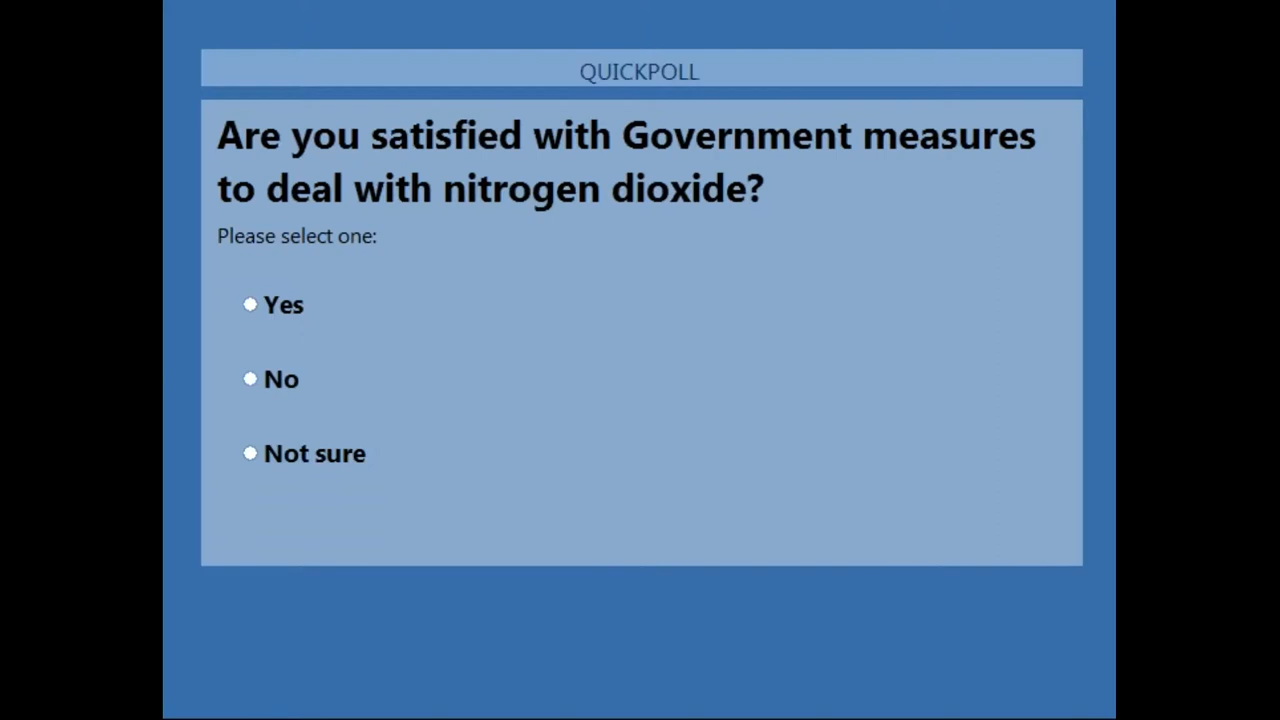 QUICKPOLL
Are you satisfied with Government measures
to deal with nitrogen dioxide?
Please select one:
Yes
No
Not sure